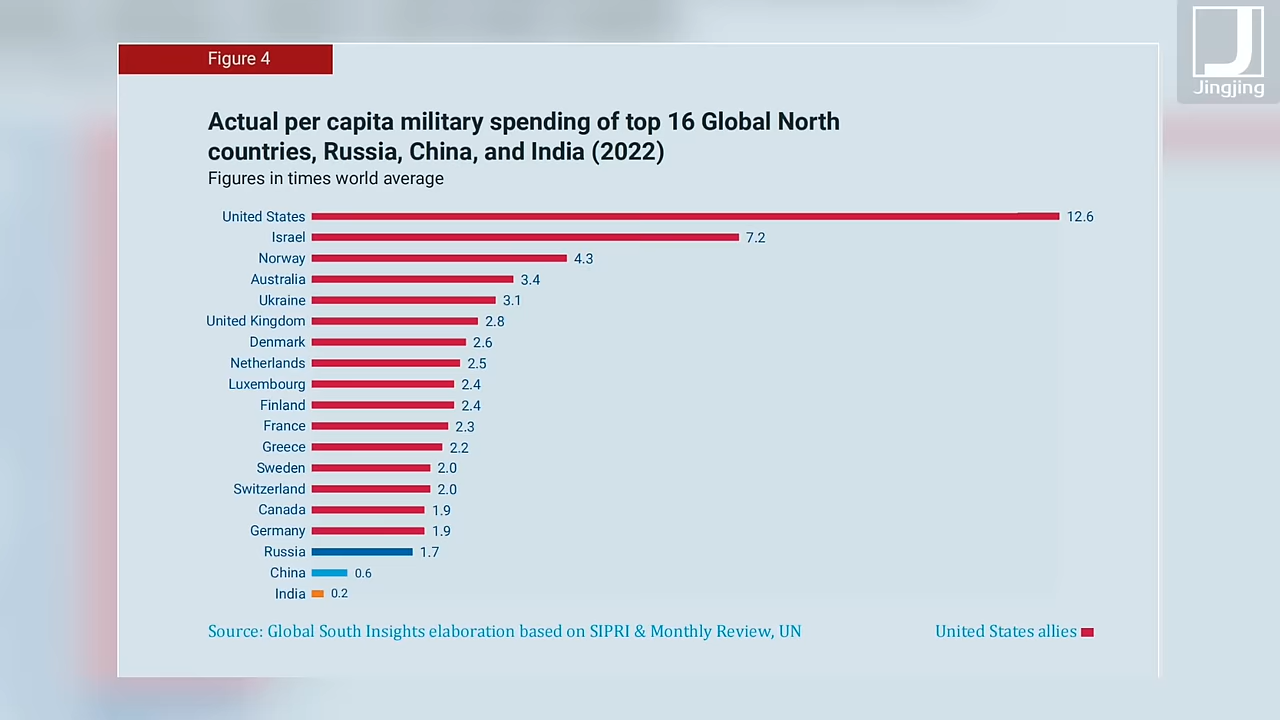 Jingjing
Figure 4
Actual per capita military spending of top 16 Global North
countries, Russia, China, and India (2022)
Figures in times world average
United States 12.6
Israel 7.2
Norway 4.3
Australia 3.4
Ukraine 3.1
United Kingdom 2.8
Denmark 2.6
Netherlands 2.5
Luxembourg 2.4
Finland 2.4
France 2.3
Greece 2.2
Sweden 2.0
Switzerland 2.0
Canada 1.9
Germany 1.9
Russia 1.7
China 0.6
India 0.2
Source: Global South Insights elaboration based on SIPRI & Monthly Review, UN
United States allies